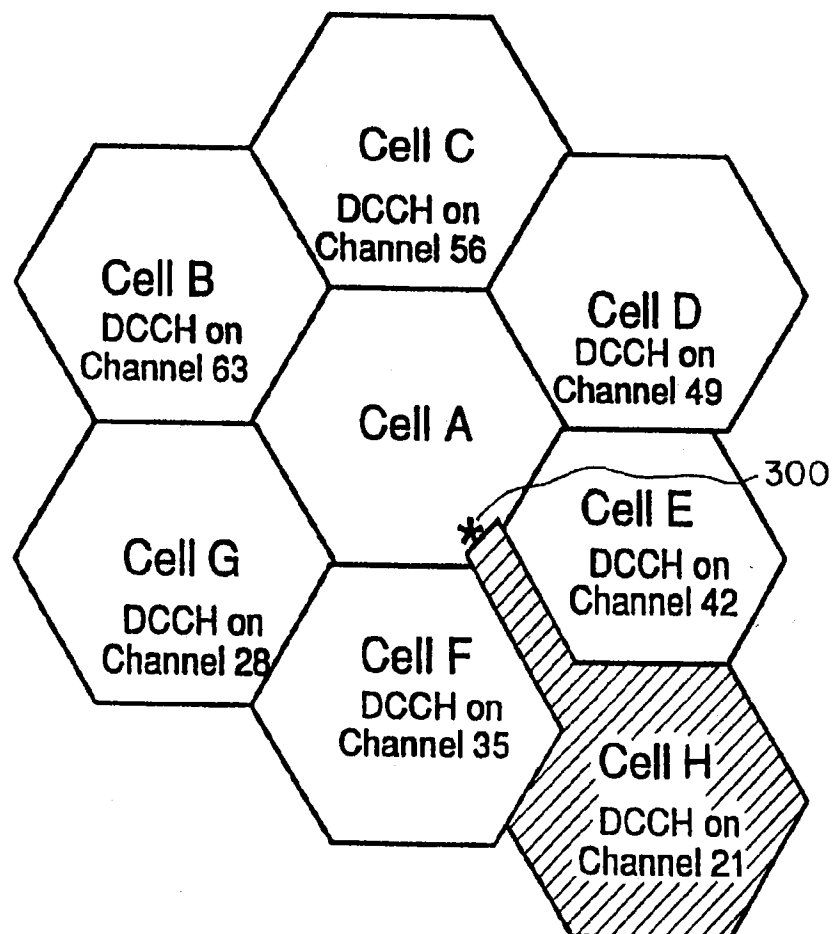 Cell C
DCCH on
Channel 56
Cell B
DCCH on
Channel 63
Cell D
DCCH on
Channel 49
Cell A
300
Cell E
DCCH on
Channel 42
Cell G
DCCH on
Channel 28
Cell F
DCCH on
Channel 35
Cell H
DCCH on
Channel 21